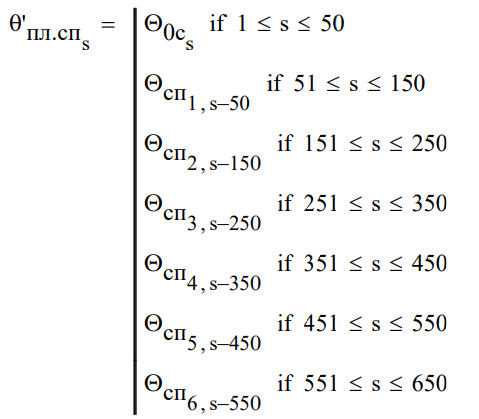 θ'пл.сп_s = Θ0c_s if 1 ≤ s ≤ 50
Θсп_1,s–50 if 51 ≤ s ≤ 150
Θсп_2,s–150 if 151 ≤ s ≤ 250
Θсп_3,s–250 if 251 ≤ s ≤ 350
Θсп_4,s–350 if 351 ≤ s ≤ 450
Θсп_5,s–450 if 451 ≤ s ≤ 550
Θсп_6,s–550 if 551 ≤ s ≤ 650